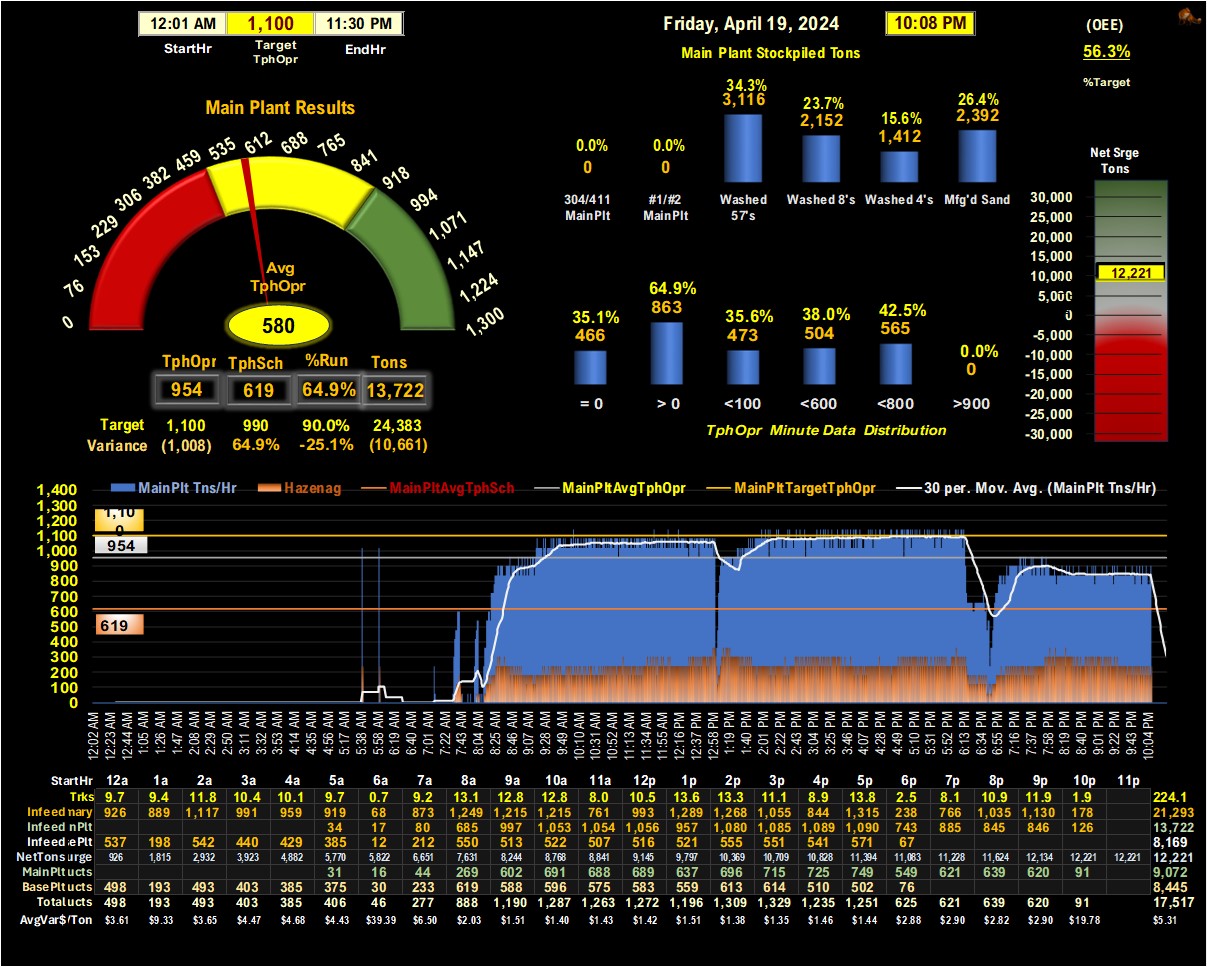 12:01 AM 1,100 11:30 PM
StartHr Target TphOpr EndHr
Friday, April 19, 2024 10:08 PM
Main Plant Stockpiled Tons
(OEE)
56.3%
%Target
Main Plant Results
0 76 153 229 306 382 459 535 612 688 765 841 918 994 1,071 1,147 1,224 1,300
Avg
TphOpr
580
TphOpr TphSch %Run Tons
954 619 64.9% 13,722
Target 1,100 990 90.0% 24,383
Variance (1,008) 64.9% -25.1% (10,661)
0.0% 0.0% 34.3% 23.7% 15.6% 26.4%
0 0 3,116 2,152 1,412 2,392
304/411 MainPlt #1/#2 MainPlt Washed 57's Washed 8's Washed 4's Mfg'd Sand
35.1% 64.9% 35.6% 38.0% 42.5% 0.0%
466 863 473 504 565 0
= 0 > 0 <100 <600 <800 >900
TphOpr Minute Data Distribution
Net Srge
Tons
30,000
25,000
20,000
15,000
10,000
5,000
0
-5,000
-10,000
-15,000
-20,000
-25,000
-30,000
12,221
MainPlt Tns/Hr Hazenag MainPltAvgTphSch MainPltAvgTphOpr MainPltTargetTphOpr 30 per. Mov. Avg. (MainPlt Tns/Hr)
1,400
1,300
1,200
1,100
1,000
900
800
700
600
500
400
300
200
100
0
1,10
0
954
619
12:02 AM 12:23 AM 12:44 AM 1:05 AM 1:26 AM 1:47 AM 2:08 AM 2:29 AM 2:50 AM 3:11 AM 3:32 AM 3:53 AM 4:14 AM 4:35 AM 4:56 AM 5:17 AM 5:38 AM 5:58 AM 6:19 AM 6:40 AM 7:01 AM 7:22 AM 7:43 AM 8:04 AM 8:25 AM 8:46 AM 9:07 AM 9:28 AM 9:49 AM 10:10 AM 10:31 AM 10:52 AM 11:13 AM 11:34 AM 11:55 AM 12:16 PM 12:37 PM 12:58 PM 1:19 PM 1:40 PM 2:01 PM 2:22 PM 2:43 PM 3:04 PM 3:25 PM 3:46 PM 4:07 PM 4:28 PM 4:49 PM 5:10 PM 5:31 PM 5:52 PM 6:13 PM 6:34 PM 6:55 PM 7:16 PM 7:37 PM 7:58 PM 8:19 PM 8:40 PM 9:01 PM 9:22 PM 9:43 PM 10:04 PM
StartHr 12a 1a 2a 3a 4a 5a 6a 7a 8a 9a 10a 11a 12p 1p 2p 3p 4p 5p 6p 7p 8p 9p 10p 11p
Trks 9.7 9.4 11.8 10.4 10.1 9.7 0.7 9.2 13.1 12.8 12.8 8.0 10.5 13.6 13.3 11.1 8.9 13.8 2.5 8.1 10.9 11.9 1.9 224.1
Infeed mary 926 889 1,117 991 959 919 68 873 1,249 1,215 1,215 761 993 1,289 1,268 1,055 844 1,315 238 766 1,035 1,130 178 21,293
Infeed nPlt 34 17 80 685 997 1,053 1,054 1,056 957 1,080 1,085 1,089 1,090 743 885 845 846 126 13,722
Infeed ePlt 537 198 542 440 429 385 12 212 550 513 522 507 516 521 555 551 541 571 67 8,169
NetTons urge 926 1,815 2,932 3,923 4,882 5,770 5,822 6,651 7,631 8,244 8,768 8,841 9,145 9,797 10,369 10,709 10,828 11,394 11,083 11,228 11,624 12,134 12,221 12,221 12,221
MainPlt ucts 31 16 44 269 602 691 688 689 637 696 715 725 749 549 621 639 620 91 9,072
BasePlt ucts 498 193 493 403 385 375 30 233 619 588 596 575 583 559 613 614 510 502 76 8,445
Total ucts 498 193 493 403 385 406 46 277 888 1,190 1,287 1,263 1,272 1,196 1,309 1,329 1,235 1,251 625 621 639 620 91 17,517
AvgVar$/Ton $3.61 $9.33 $3.65 $4.47 $4.68 $4.43 $39.39 $6.50 $2.03 $1.51 $1.40 $1.43 $1.42 $1.51 $1.38 $1.35 $1.46 $1.44 $2.88 $2.90 $2.82 $2.90 $19.78 $5.31